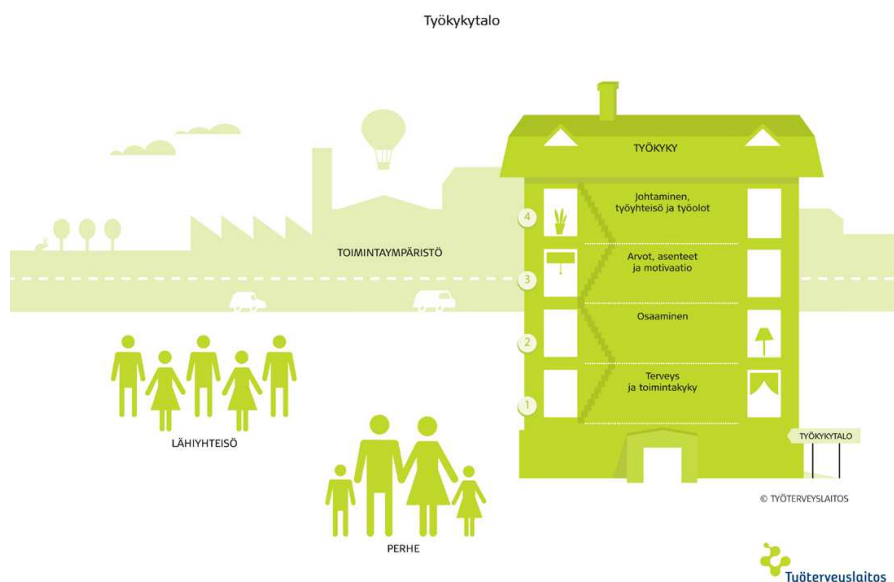 Työkykytalo
TYÖKYKY
4
Johtaminen,
työyhteisö ja työolot
TOIMINTAYMPÄRISTÖ
3
Arvot, asenteet
ja motivaatio
2
Osaaminen
1
Terveys
ja toimintakyky
LÄHIYHTEISÖ
TYÖKYKYTALO
PERHE
© TYÖTERVEYSLAITOS
Työterveyslaitos